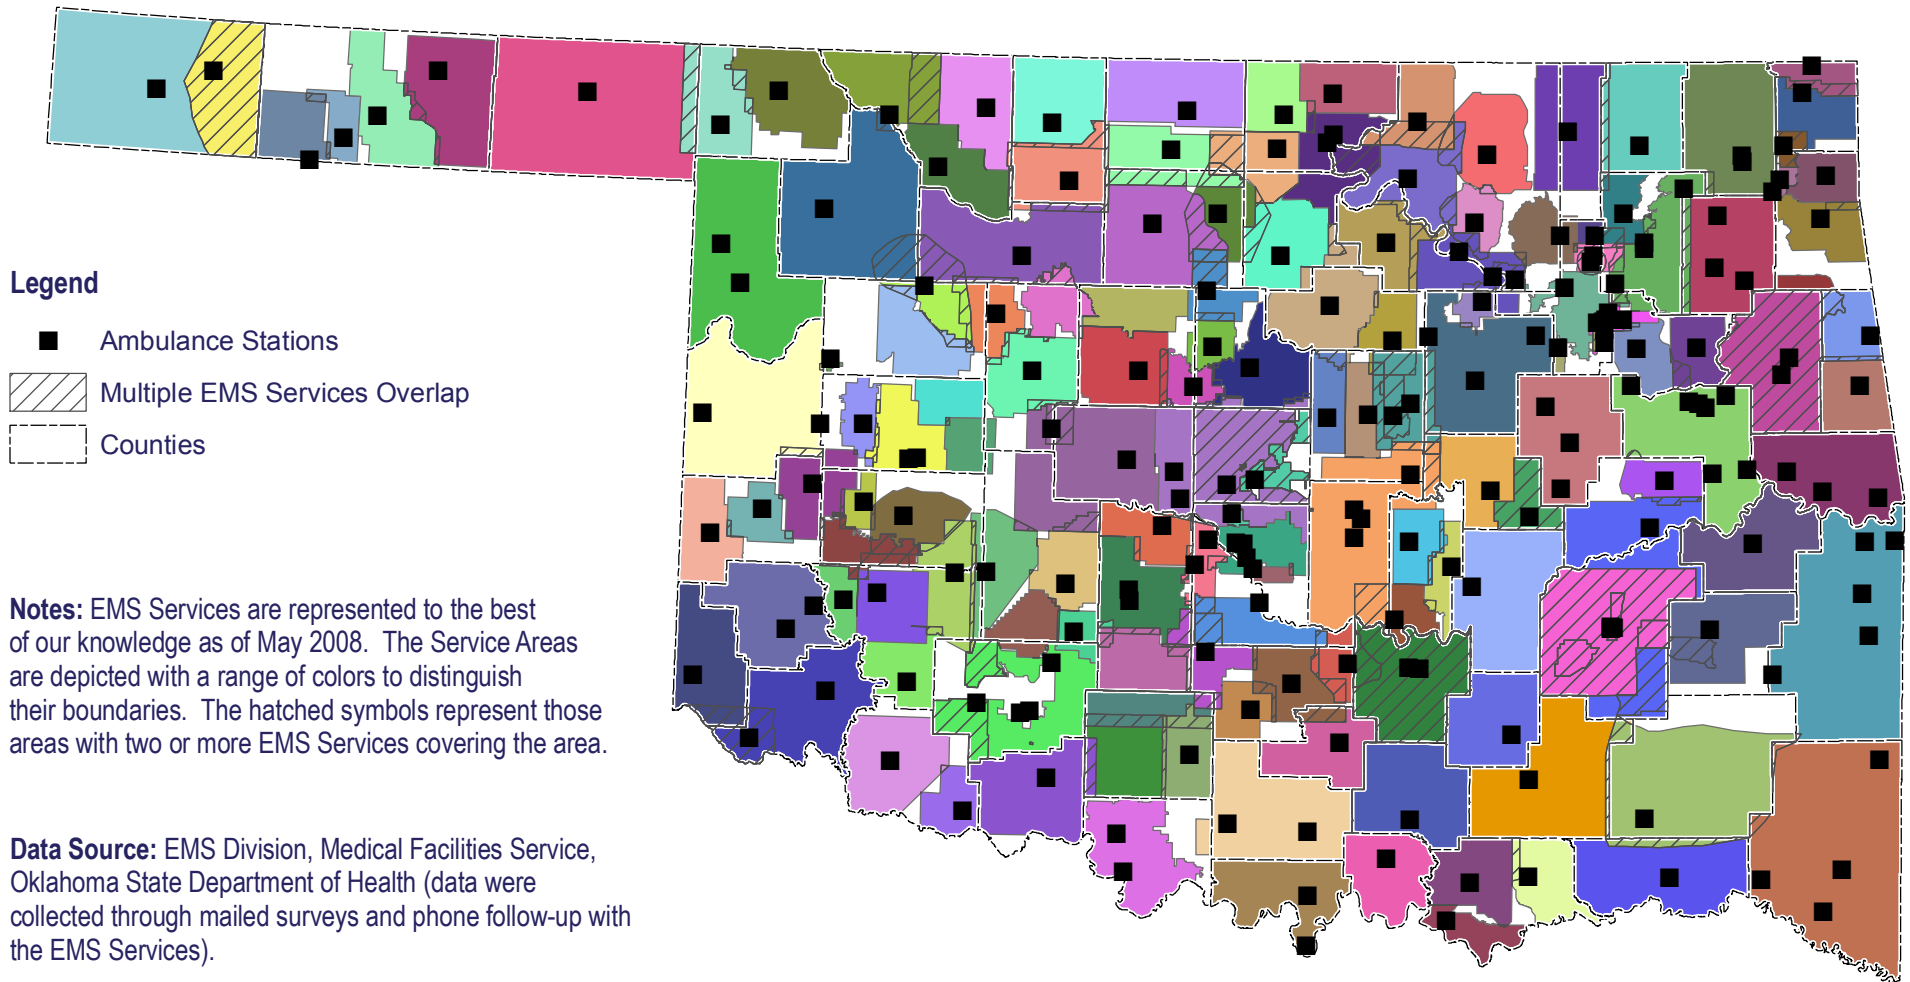 Legend
Ambulance Stations
Multiple EMS Services Overlap
Counties
Notes: EMS Services are represented to the best
of our knowledge as of May 2008.  The Service Areas
are depicted with a range of colors to distinguish
their boundaries.  The hatched symbols represent those
areas with two or more EMS Services covering the area.
Data Source: EMS Division, Medical Facilities Service,
Oklahoma State Department of Health (data were
collected through mailed surveys and phone follow-up with
the EMS Services).